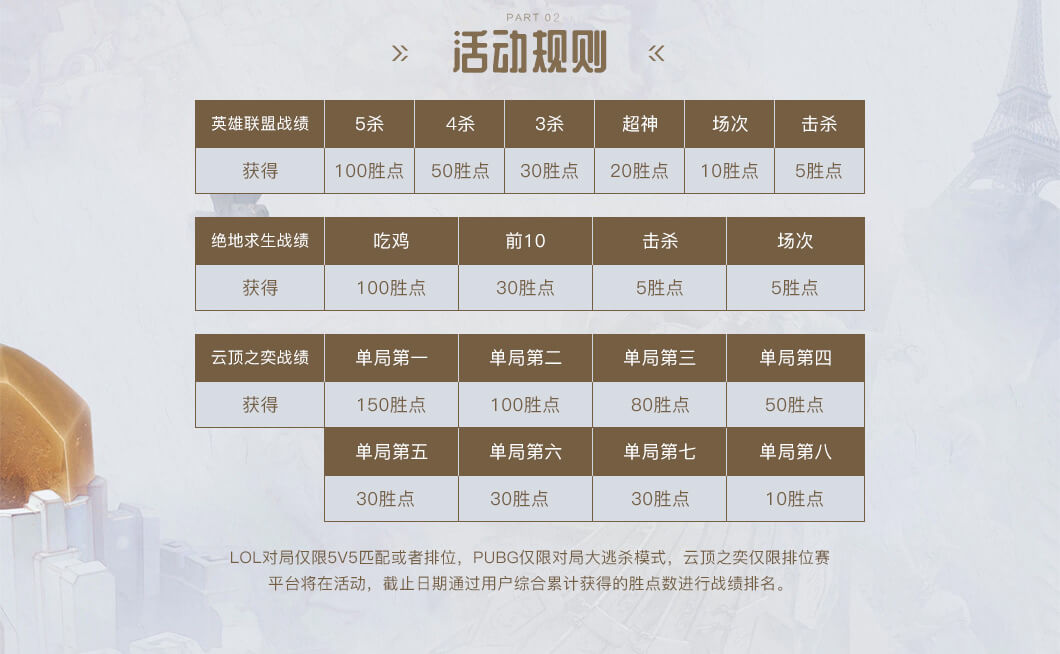 PART 02
活动规则
英雄联盟战绩 5杀 4杀 3杀 超神 场次 击杀
获得 100胜点 50胜点 30胜点 20胜点 10胜点 5胜点
绝地求生战绩 吃鸡 前10 击杀 场次
获得 100胜点 30胜点 5胜点 5胜点
云顶之奕战绩 单局第一 单局第二 单局第三 单局第四
获得 150胜点 100胜点 80胜点 50胜点
单局第五 单局第六 单局第七 单局第八
30胜点 30胜点 30胜点 10胜点
LOL对局仅限5V5匹配或者排位，PUBG仅限对局大逃杀模式，云顶之奕仅限排位赛
平台将在活动，截止日期通过用户综合累计获得的胜点数进行战绩排名。